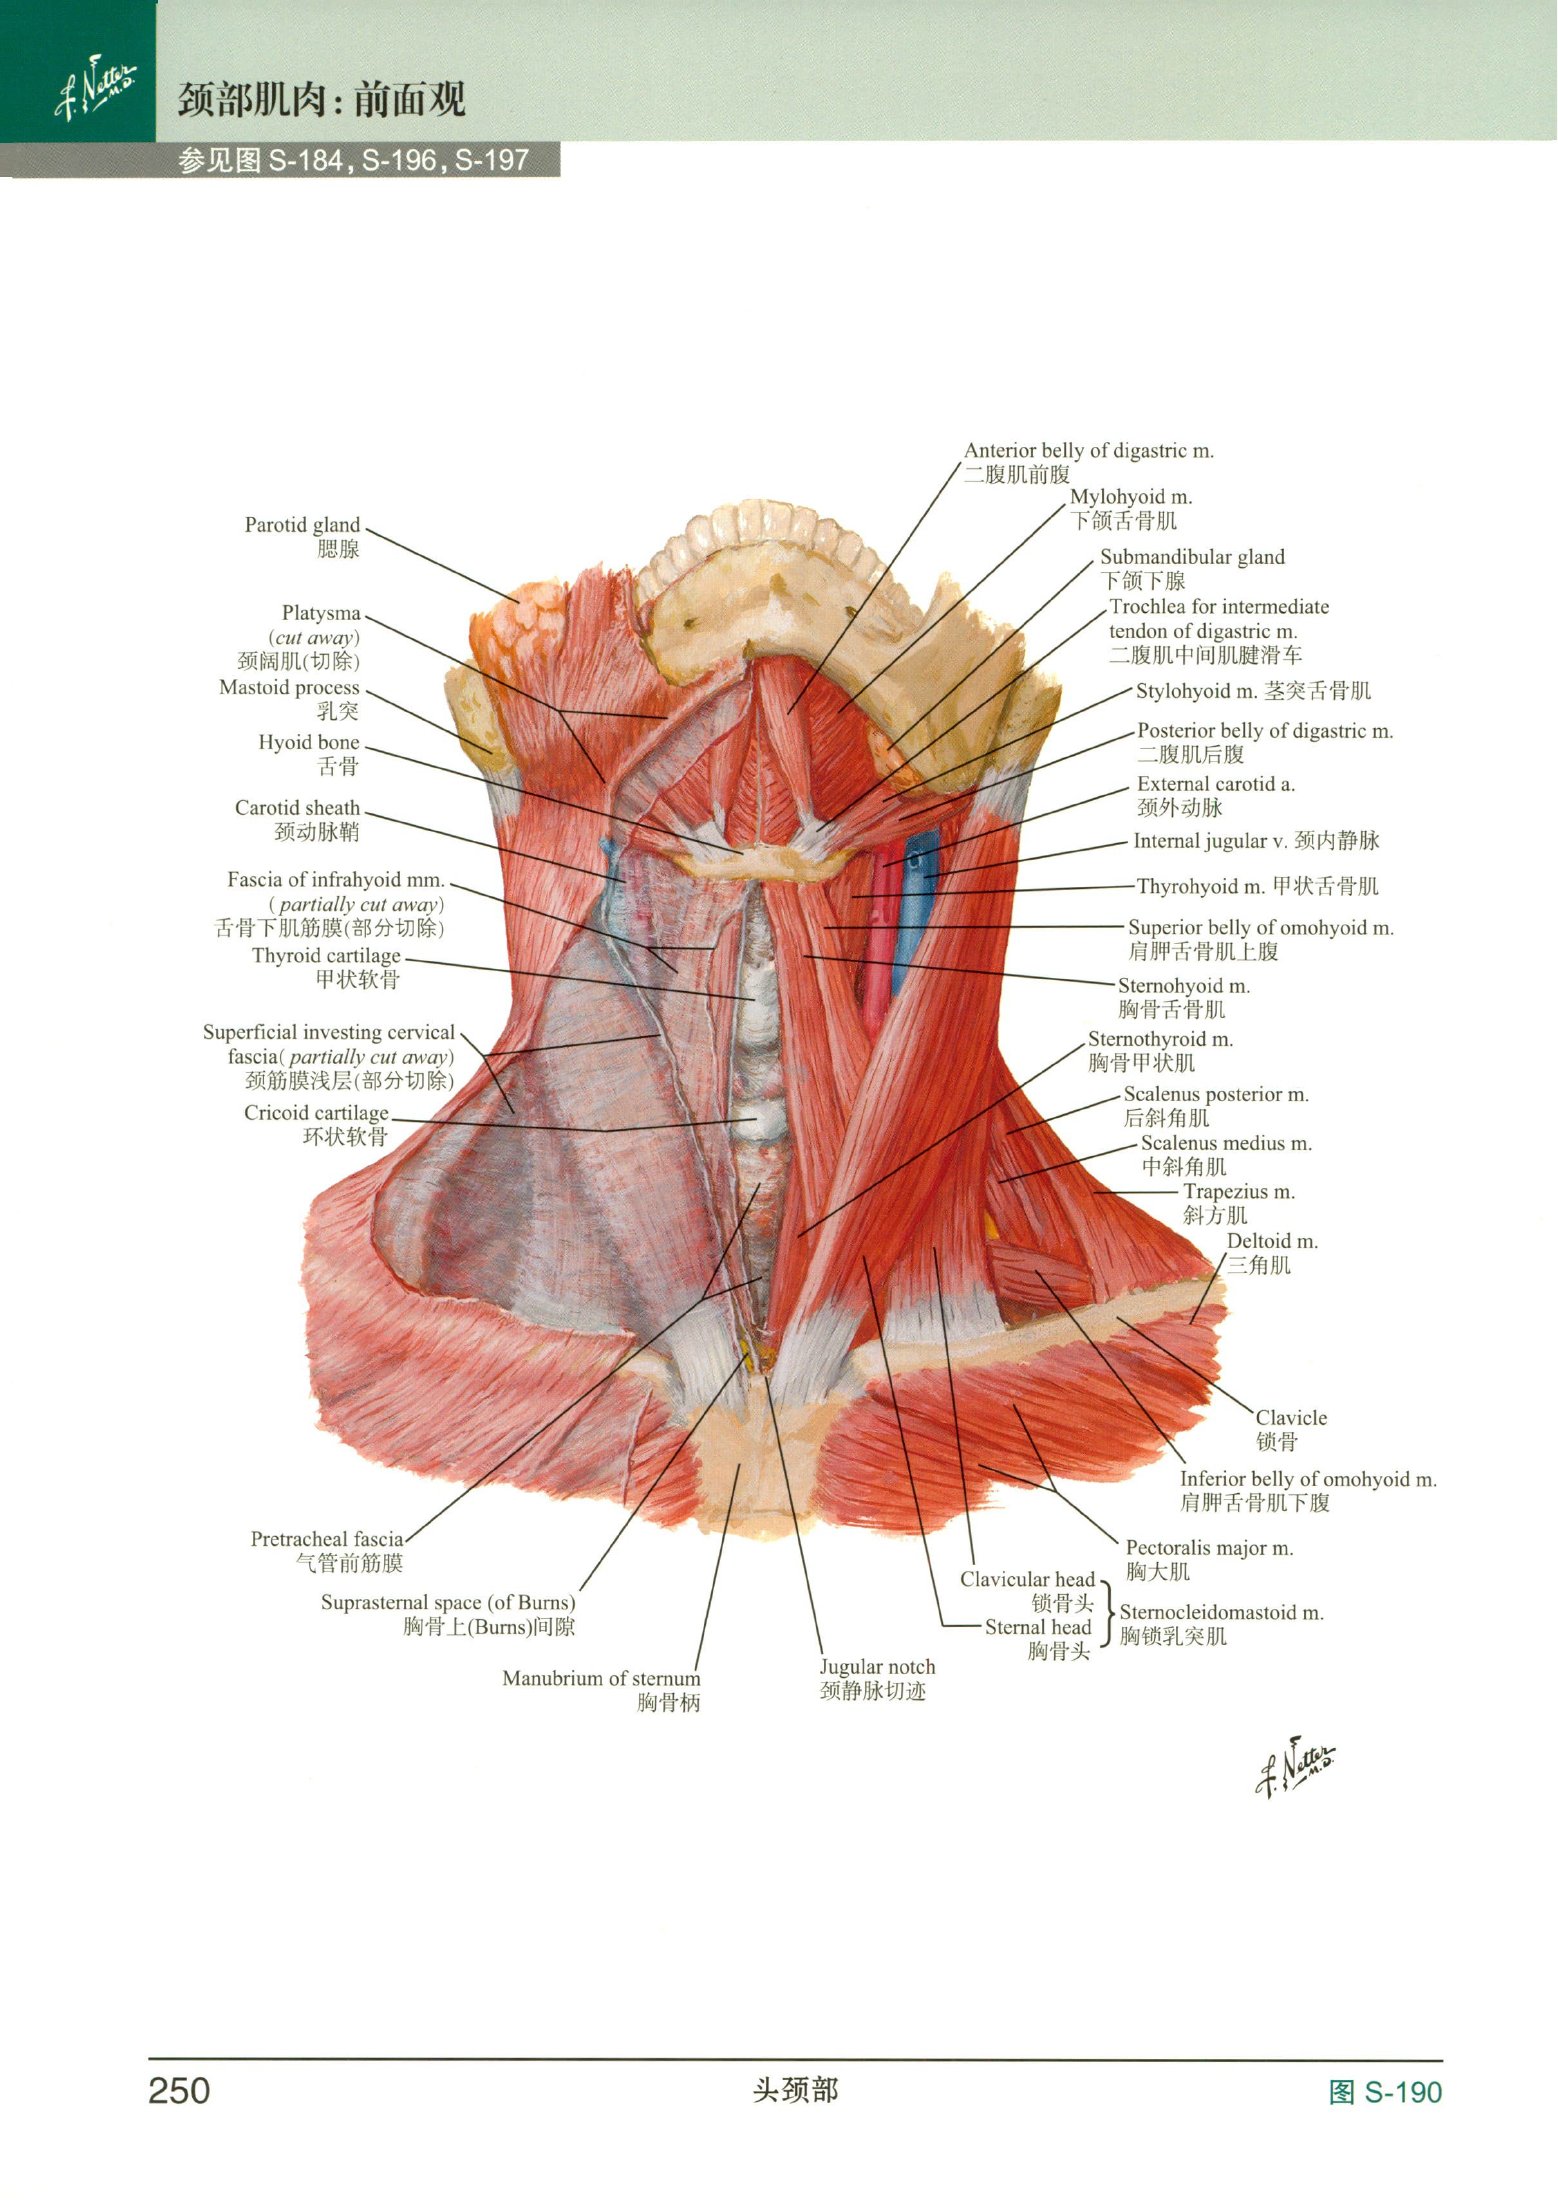 F. Netter M.D.
颈部肌肉:前面观
参见图 S-184, S-196, S-197
Anterior belly of digastric m.
二腹肌前腹
Mylohyoid m.
下颌舌骨肌
Submandibular gland
下颌下腺
Trochlea for intermediate
tendon of digastric m.
二腹肌中间肌腱滑车
Stylohyoid m. 茎突舌骨肌
Posterior belly of digastric m.
二腹肌后腹
External carotid a.
颈外动脉
Internal jugular v. 颈内静脉
Thyrohyoid m. 甲状舌骨肌
Superior belly of omohyoid m.
肩胛舌骨肌上腹
Sternohyoid m.
胸骨舌骨肌
Sternothyroid m.
胸骨甲状肌
Scalenus posterior m.
后斜角肌
Scalenus medius m.
中斜角肌
Trapezius m.
斜方肌
Deltoid m.
三角肌
Clavicle
锁骨
Inferior belly of omohyoid m.
肩胛舌骨肌下腹
Pectoralis major m.
胸大肌
Clavicular head
锁骨头
Sternal head
胸骨头
Sternocleidomastoid m.
胸锁乳突肌
Jugular notch
颈静脉切迹
Parotid gland
腮腺
Platysma
(cut away)
颈阔肌(切除)
Mastoid process
乳突
Hyoid bone
舌骨
Carotid sheath
颈动脉鞘
Fascia of infrahyoid mm.
(partially cut away)
舌骨下肌筋膜(部分切除)
Thyroid cartilage
甲状软骨
Superficial investing cervical
fascia(partially cut away)
颈筋膜浅层(部分切除)
Cricoid cartilage
环状软骨
Pretracheal fascia
气管前筋膜
Suprasternal space (of Burns)
胸骨上(Burns)间隙
Manubrium of sternum
胸骨柄
F. Netter M.D.
250
头颈部
图 S-190